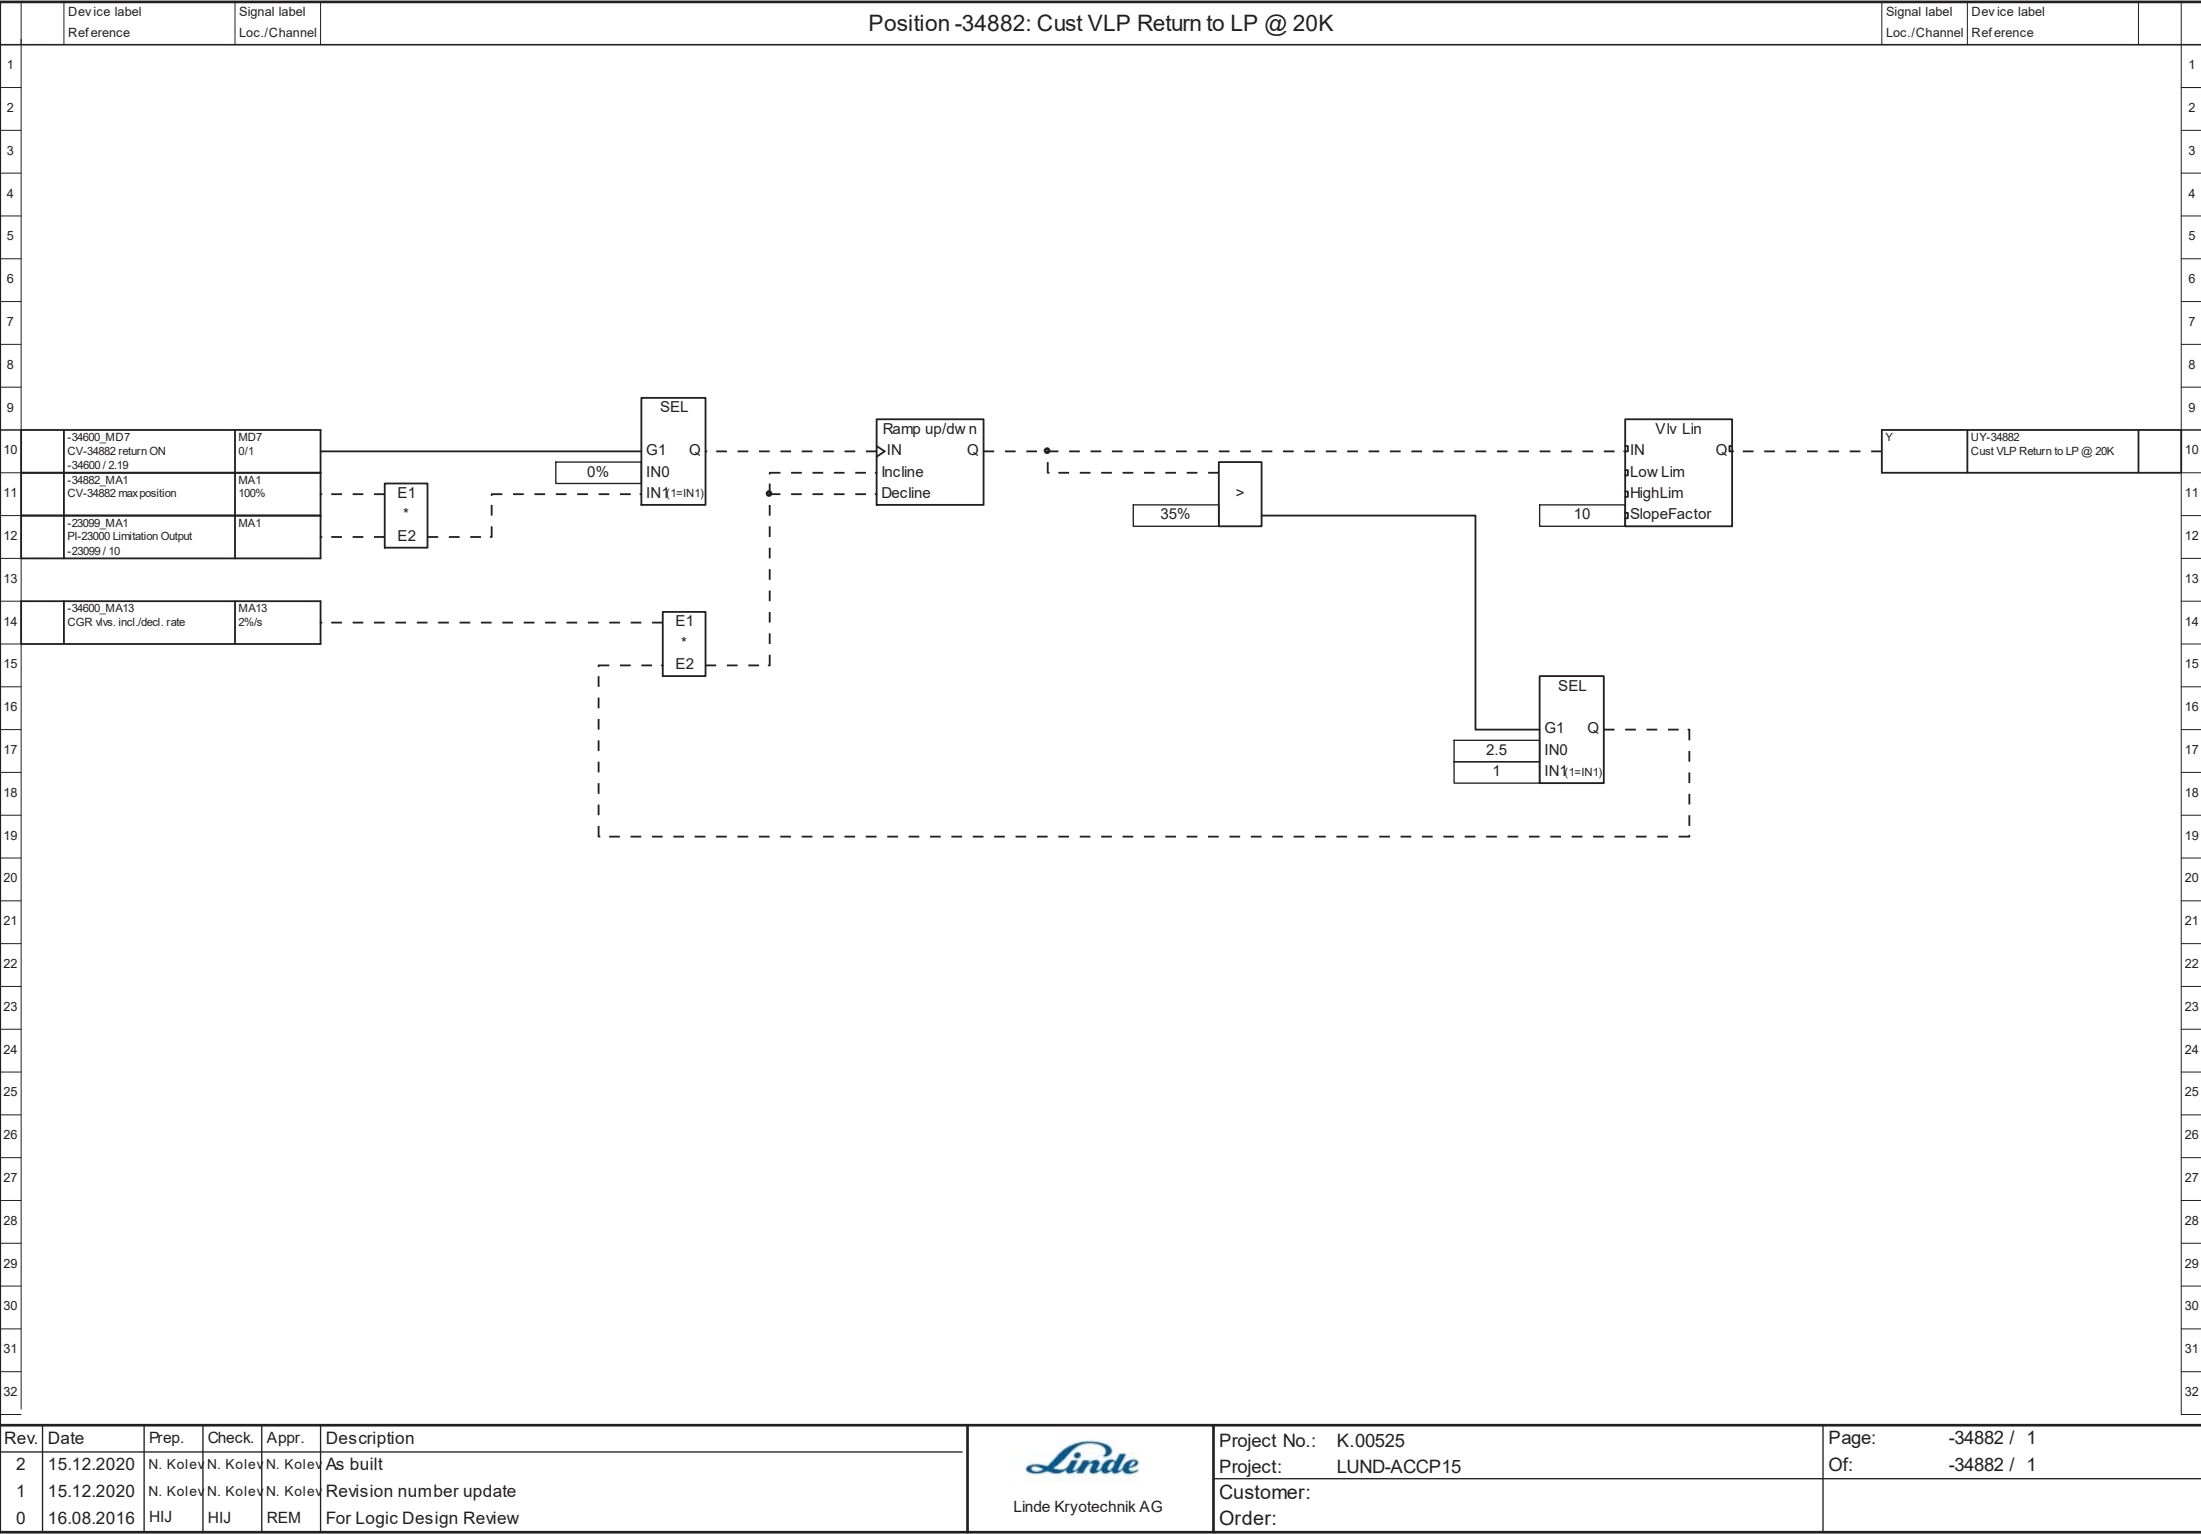 Device label
Reference
Signal label
Loc./Channel
Position -34882: Cust VLP Return to LP @ 20K
Signal label
Loc./Channel
Device label
Reference
1 1
2 2
3 3
4 4
5 5
6 6
7 7
8 8
9 9
10 10
11 11
12 12
13 13
14 14
15 15
16 16
17 17
18 18
19 19
20 20
21 21
22 22
23 23
24 24
25 25
26 26
27 27
28 28
29 29
30 30
31 31
32 32
-34600_MD7
CV-34882 return ON
-34600 / 2.19
MD7
0/1
-34882_MA1
CV-34882 max position
MA1
100%
-23099_MA1
PI-23000 Limitation Output
-23099 / 10
MA1
-34600_MA13
CGR vlvs. incl./decl. rate
MA13
2%/s
E1
*
E2
SEL
G1 Q
0% IN0
IN1(1=IN1)
E1
*
E2
Ramp up/dwn
IN Q
Incline
Decline
>
35%
SEL
G1 Q
2.5 IN0
1 IN1(1=IN1)
Vlv Lin
IN Q
Low Lim
HighLim
10 SlopeFactor
Y
UY-34882
Cust VLP Return to LP @ 20K
Rev. Date Prep. Check. Appr. Description
2 15.12.2020 N. Kolev N. Kolev N. Kolev As built
1 15.12.2020 N. Kolev N. Kolev N. Kolev Revision number update
0 16.08.2016 HIJ HIJ REM For Logic Design Review
Linde
Linde Kryotechnik AG
Project No.: K.00525
Project: LUND-ACCP15
Customer:
Order:
Page: -34882 / 1
Of: -34882 / 1